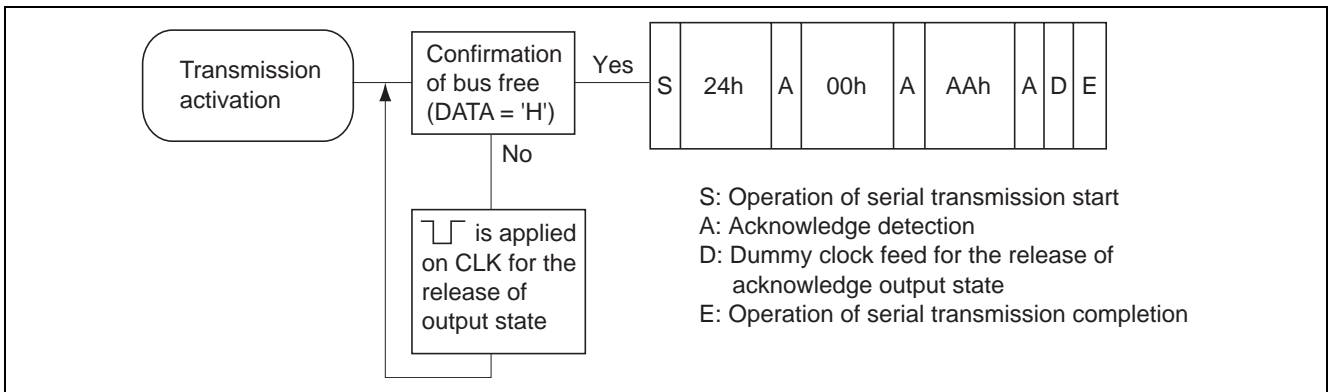 Transmission
activation
Confirmation
of bus free
(DATA = 'H')
Yes
No
is applied
on CLK for the
release of
output state
S 24h A 00h A AAh A D E
S: Operation of serial transmission start
A: Acknowledge detection
D: Dummy clock feed for the release of
acknowledge output state
E: Operation of serial transmission completion